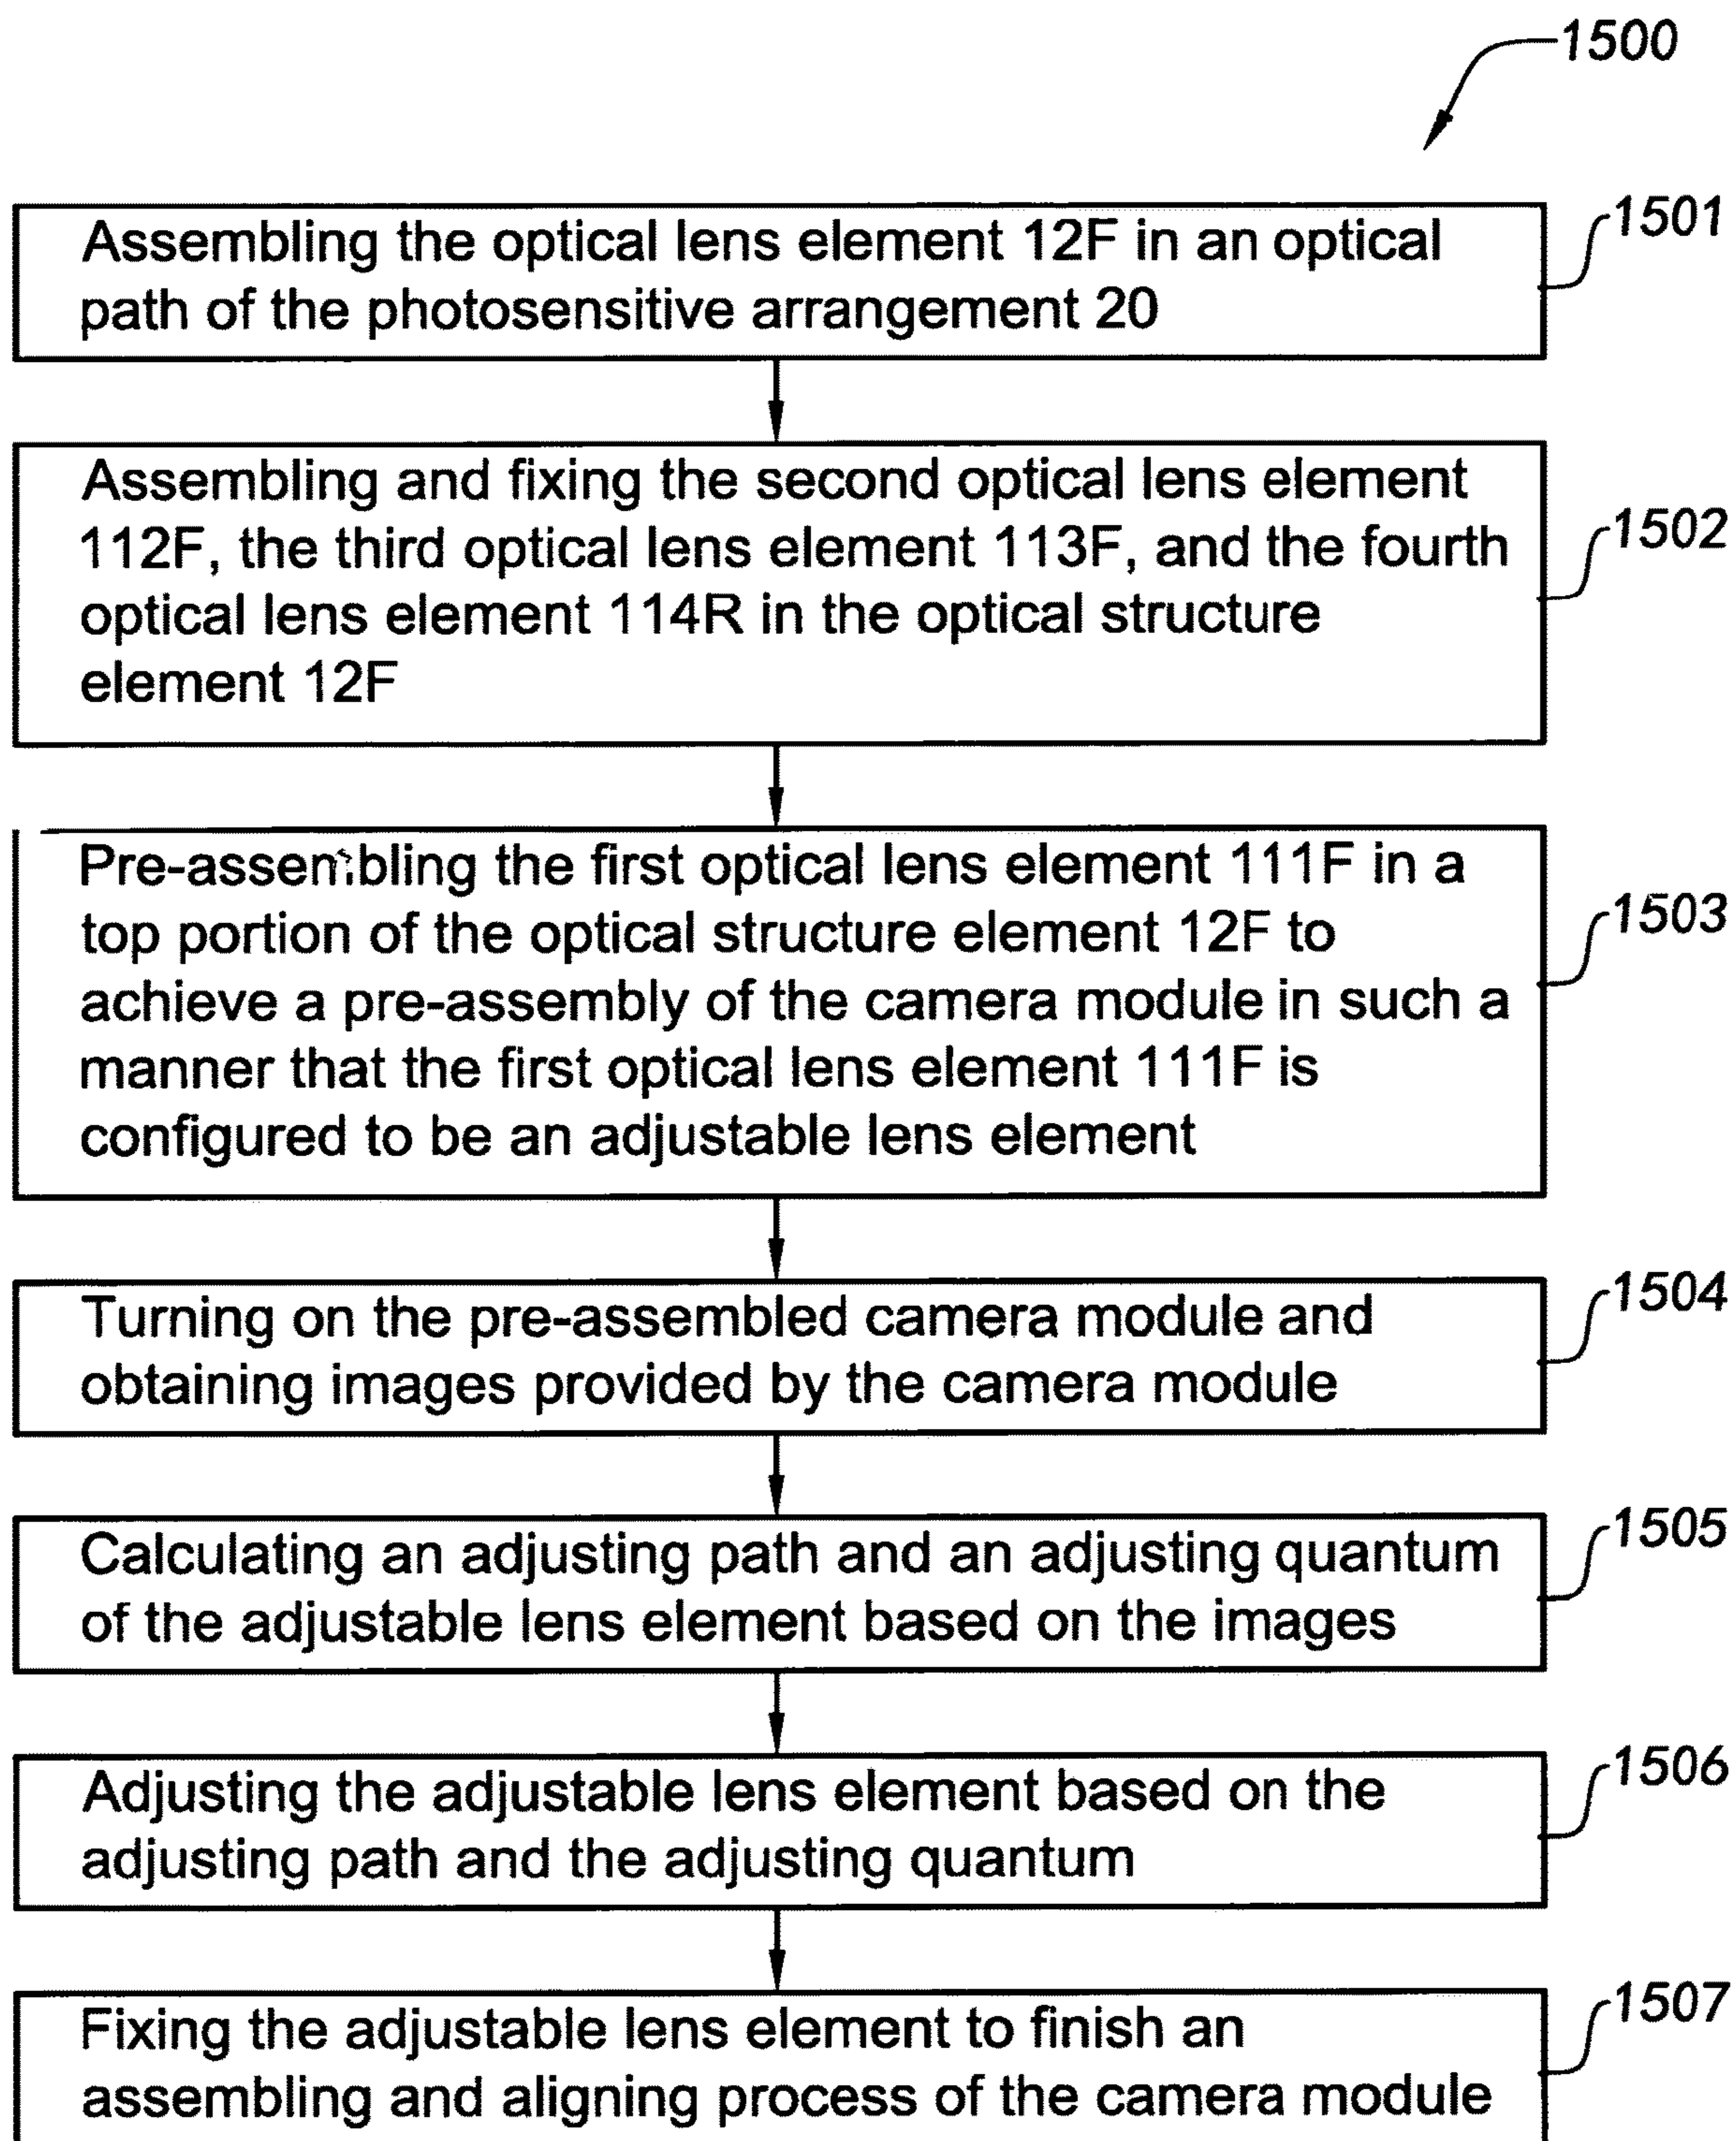 1500
Assembling the optical lens element 12F in an optical
path of the photosensitive arrangement 20
1501
Assembling and fixing the second optical lens element
112F, the third optical lens element 113F, and the fourth
optical lens element 114R in the optical structure
element 12F
1502
Pre-assembling the first optical lens element 111F in a
top portion of the optical structure element 12F to
achieve a pre-assembly of the camera module in such a
manner that the first optical lens element 111F is
configured to be an adjustable lens element
1503
Turning on the pre-assembled camera module and
obtaining images provided by the camera module
1504
Calculating an adjusting path and an adjusting quantum
of the adjustable lens element based on the images
1505
Adjusting the adjustable lens element based on the
adjusting path and the adjusting quantum
1506
Fixing the adjustable lens element to finish an
assembling and aligning process of the camera module
1507